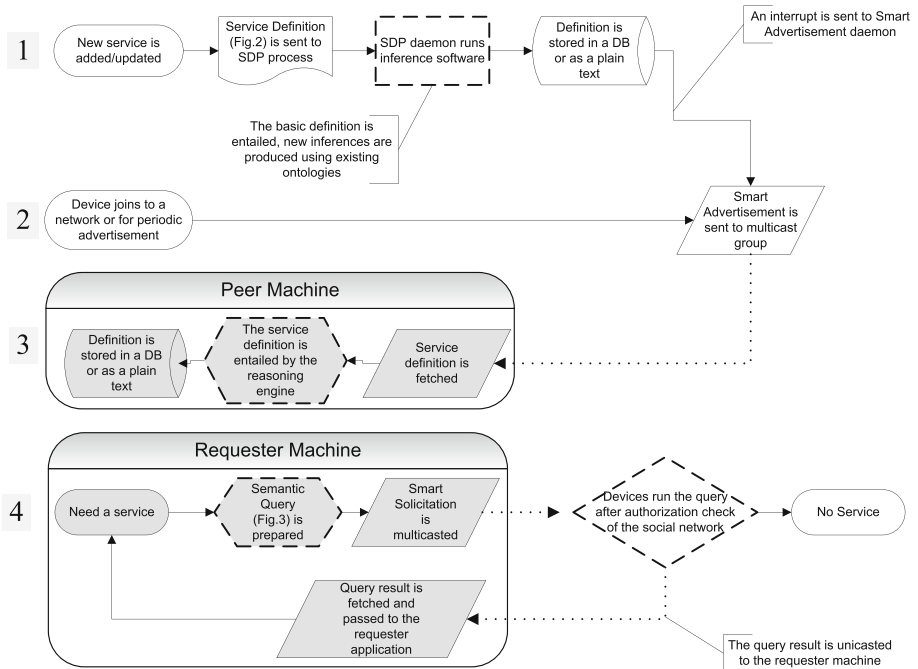 1
New service is
added/updated
Service Definition
(Fig.2) is sent to
SDP process
SDP daemon runs
inference software
Definition is
stored in a DB
or as a plain
text
An interrupt is sent to Smart
Advertisement daemon
The basic definition is
entailed, new inferences are
produced using existing
ontologies
2
Device joins to a
network or for periodic
advertisement
Smart
Advertisement is
sent to multicast
group
Peer Machine
3
Definition is
stored in a DB
or as a plain
text
The service
definition is
entailed by the
reasoning
engine
Service
definition is
fetched
Requester Machine
4
Need a service
Semantic
Query
(Fig.3) is
prepared
Smart
Solicitation
is
multicasted
Devices run the query
after authorization check
of the social network
No Service
Query result is
fetched and
passed to the
requester
application
The query result is unicasted
to the requester machine